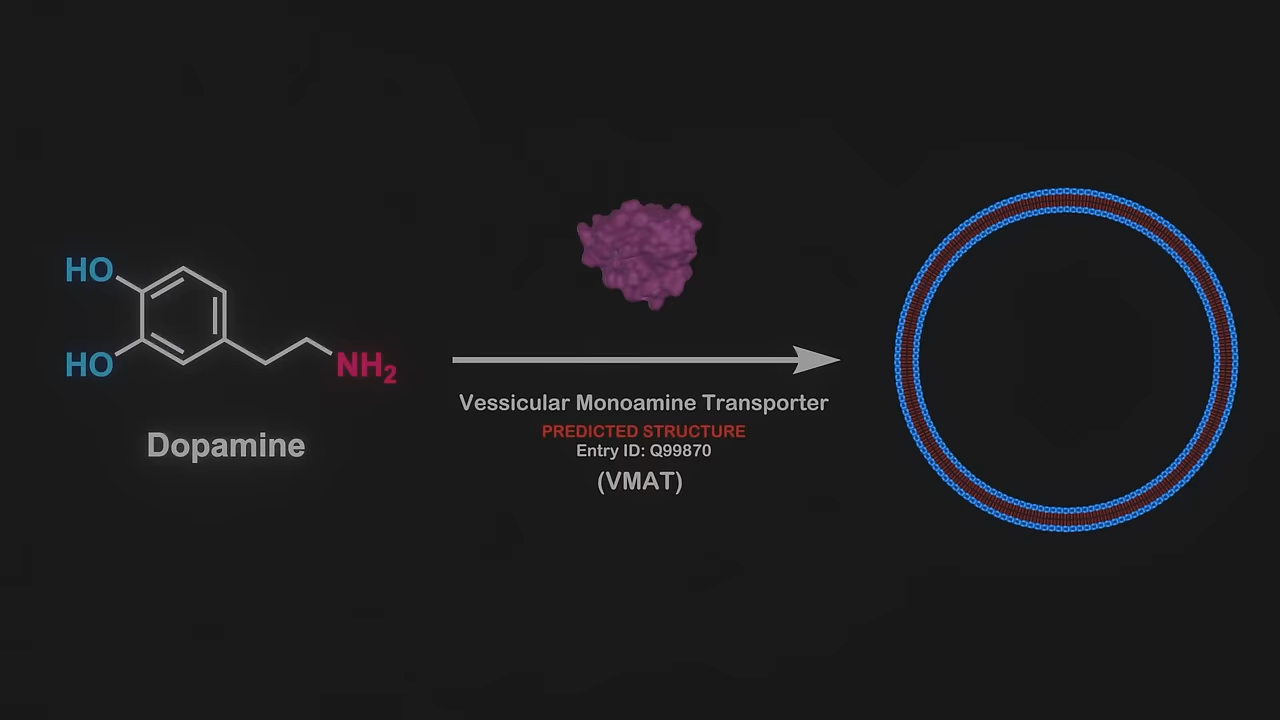 HO
HO
NH2
Dopamine
Vessicular Monoamine Transporter
PREDICTED STRUCTURE
Entry ID: Q99870
(VMAT)